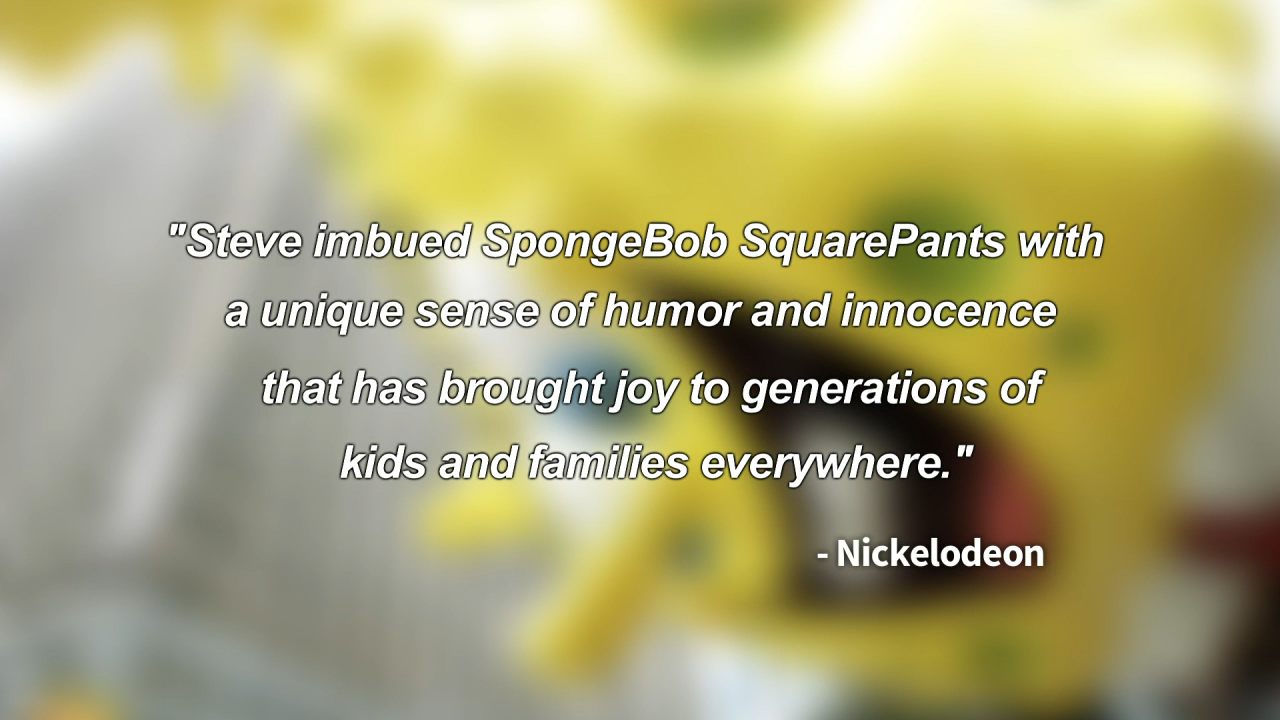 "Steve imbued SpongeBob SquarePants with
a unique sense of humor and innocence
that has brought joy to generations of
kids and families everywhere."
- Nickelodeon